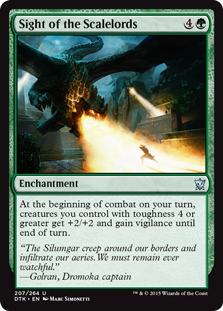 Sight of the Scalelords 4
Enchantment
At the beginning of combat on your turn,
creatures you control with toughness 4 or
greater get +2/+2 and gain vigilance until
end of turn.
“The Silumgar creep around our borders and
infiltrate our aeries. We must remain ever
watchful.”
—Golran, Dromoka captain
207/264 U
DTK • EN Marc Simonetti
™ & © 2015 Wizards of the Coast